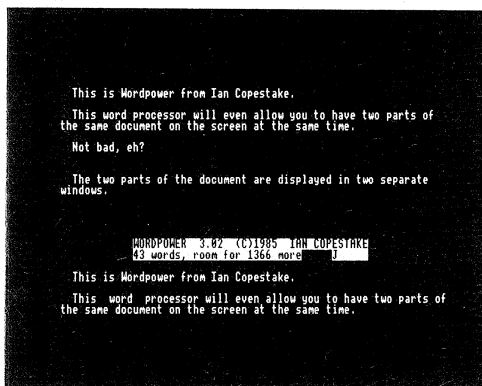 This is Wordpower from Ian Copestake.
This word processor will even allow you to have two parts of
the same document on the screen at the same time.
Not bad, eh?
The two parts of the document are displayed in two separate
windows.
WORDPOWER 3.02 (C)1985 IAN COPESTAKE
43 words, room for 1366 more J
This is Wordpower from Ian Copestake.
This word processor will even allow you to have two parts of
the same document on the screen at the same time.